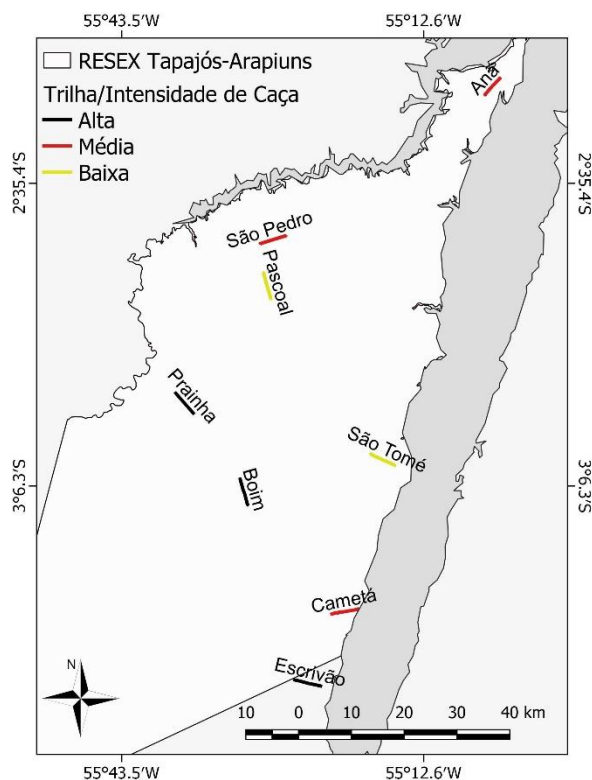 55°43.5'W 55°12.6'W
RESEX Tapajós-Arapiuns
Trilha/Intensidade de Caça
Alta
Média
Baixa
Anã
2°35.4'S 2°35.4'S
São Pedro
Pascoal
Prainha
São Tomé
Boim
3°6.3'S 3°6.3'S
Cametá
Escrivão
N
10 0 10 20 30 40 km
55°43.5'W 55°12.6'W